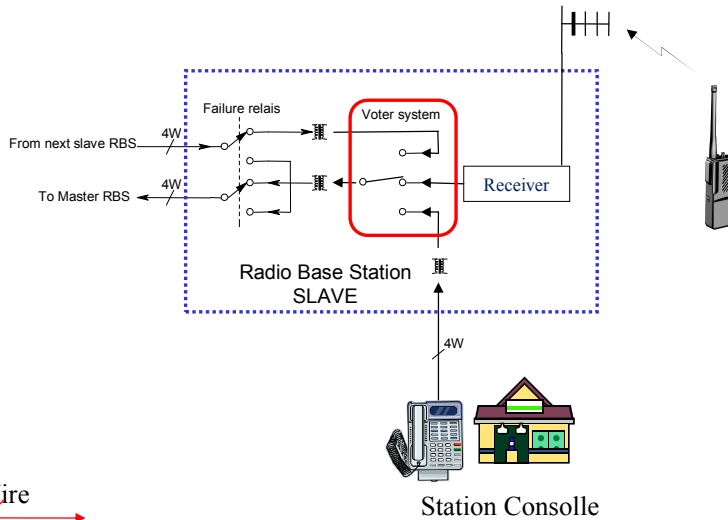 Failure relais
Voter system
From next slave RBS
4W
To Master RBS
4W
Receiver
Radio Base Station
SLAVE
4W
Station Consolle